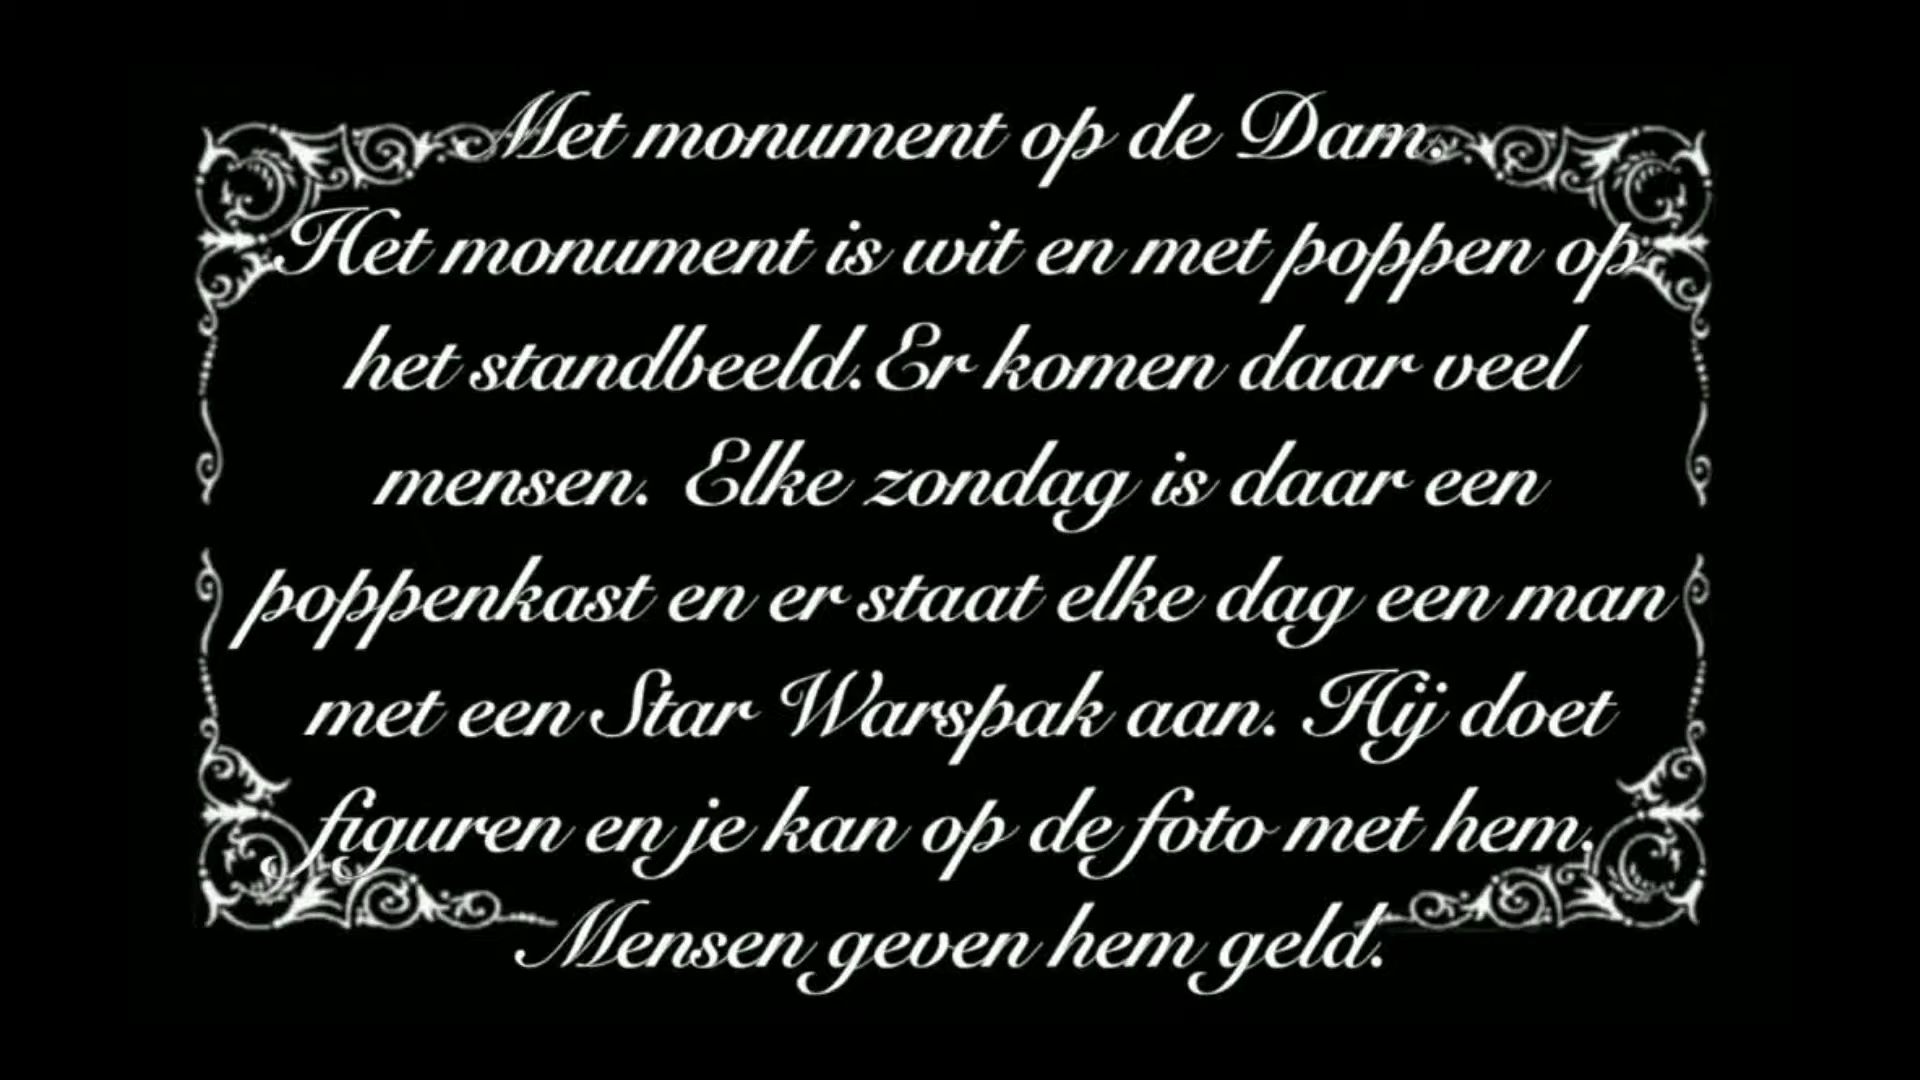 Met monument op de Dam.
Het monument is wit en met poppen op
het standbeeld. Er komen daar veel
mensen. Elke zondag is daar een
poppenkast en er staat elke dag een man
met een Star Warspak aan. Hij doet
figuren en je kan op de foto met hem.
Mensen geven hem geld.